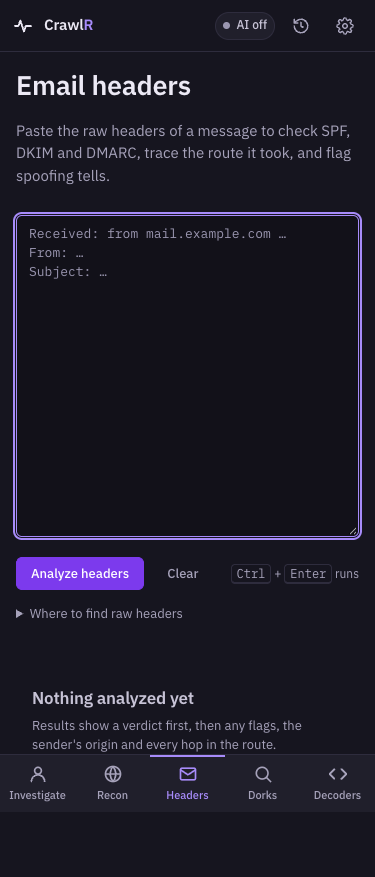 CrawlR
AI off
Email headers
Paste the raw headers of a message to check SPF,
DKIM and DMARC, trace the route it took, and flag
spoofing tells.
Received: from mail.example.com …
From: …
Subject: …
Analyze headers
Clear
Ctrl + Enter runs
Where to find raw headers
Nothing analyzed yet
Results show a verdict first, then any flags, the
sender's origin and every hop in the route.
Investigate
Recon
Headers
Dorks
Decoders